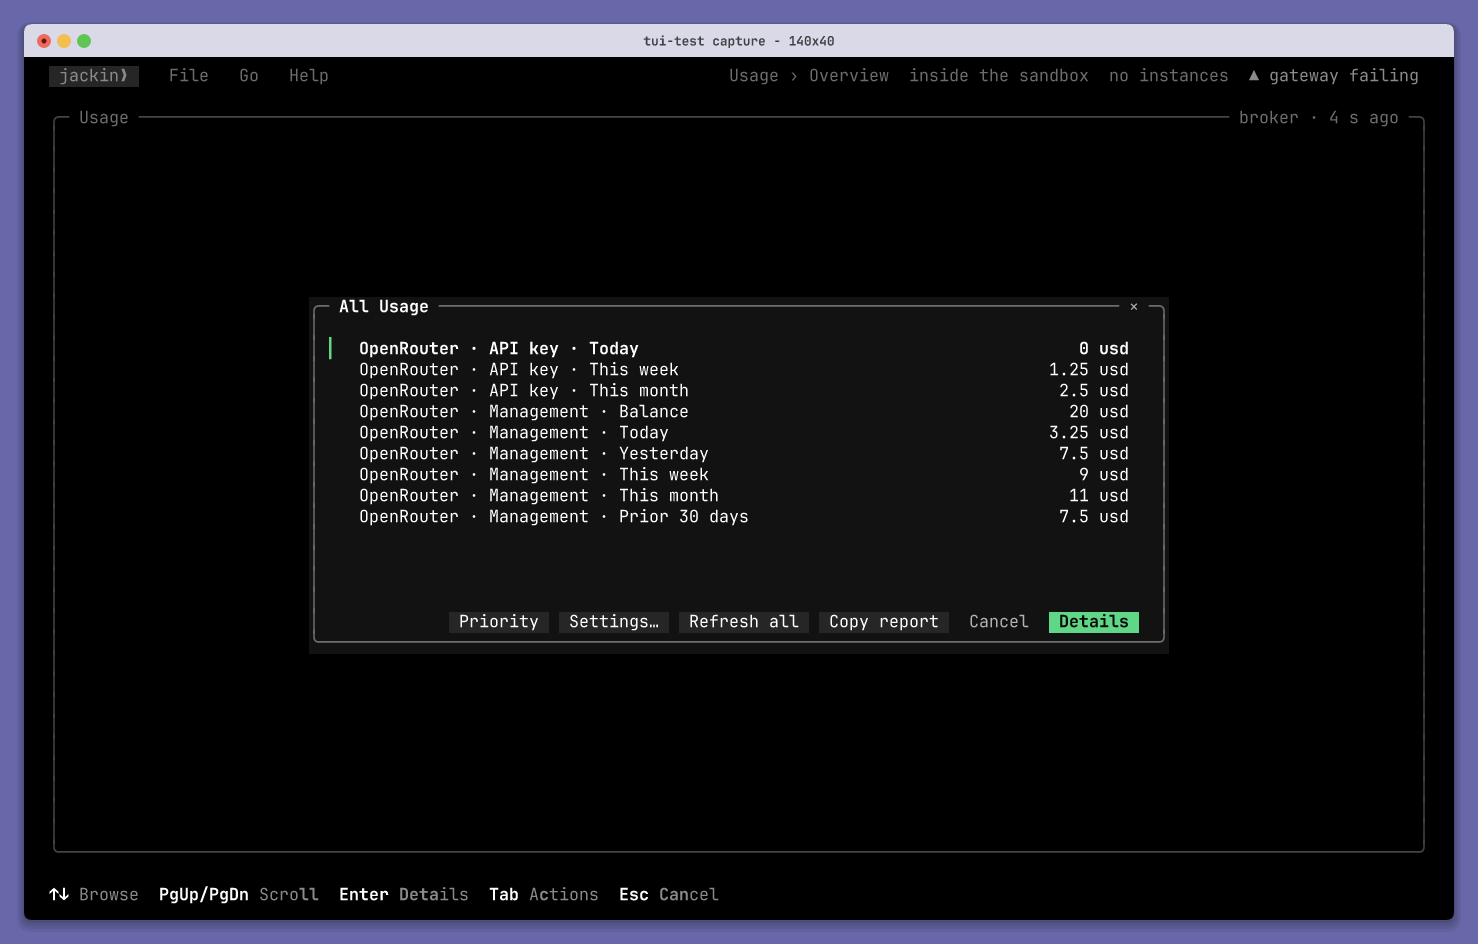 tui-test capture - 140x40
jackin❯ File Go Help Usage › Overview inside the sandbox no instances ▲ gateway failing
Usage broker · 4 s ago
All Usage ×
OpenRouter · API key · Today 0 usd
OpenRouter · API key · This week 1.25 usd
OpenRouter · API key · This month 2.5 usd
OpenRouter · Management · Balance 20 usd
OpenRouter · Management · Today 3.25 usd
OpenRouter · Management · Yesterday 7.5 usd
OpenRouter · Management · This week 9 usd
OpenRouter · Management · This month 11 usd
OpenRouter · Management · Prior 30 days 7.5 usd
Priority Settings… Refresh all Copy report Cancel Details
↑↓ Browse PgUp/PgDn Scroll Enter Details Tab Actions Esc Cancel